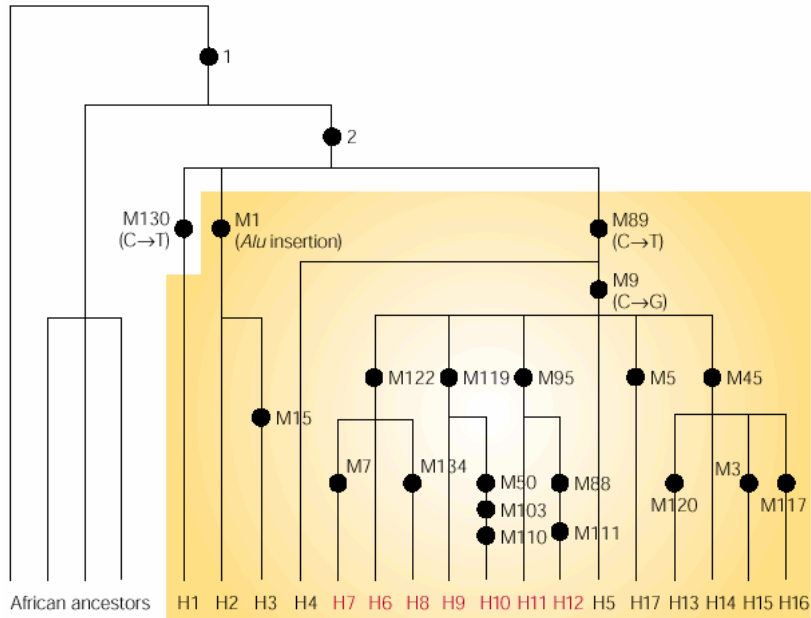 1
2
M130
(C→T)
M1
(Alu insertion)
M89
(C→T)
M9
(C→G)
M122
M119
M95
M5
M45
M15
M7
M134
M50
M88
M3
M120
M117
M103
M110
M111
African ancestors H1 H2 H3 H4 H7 H6 H8 H9 H10 H11 H12 H5 H17 H13 H14 H15 H16